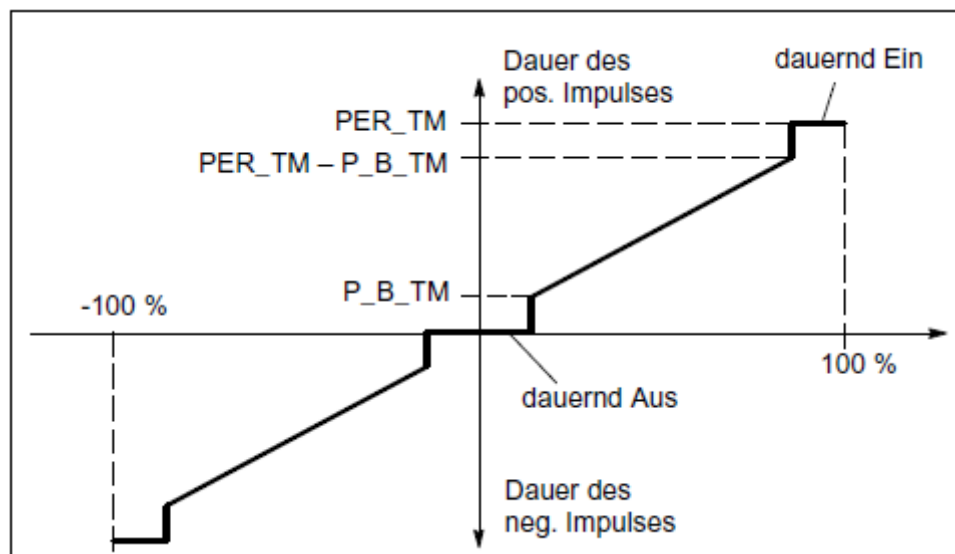 Dauer des
pos. Impulses
dauernd Ein
PER_TM
PER_TM – P_B_TM
P_B_TM
-100 %
100 %
dauernd Aus
Dauer des
neg. Impulses